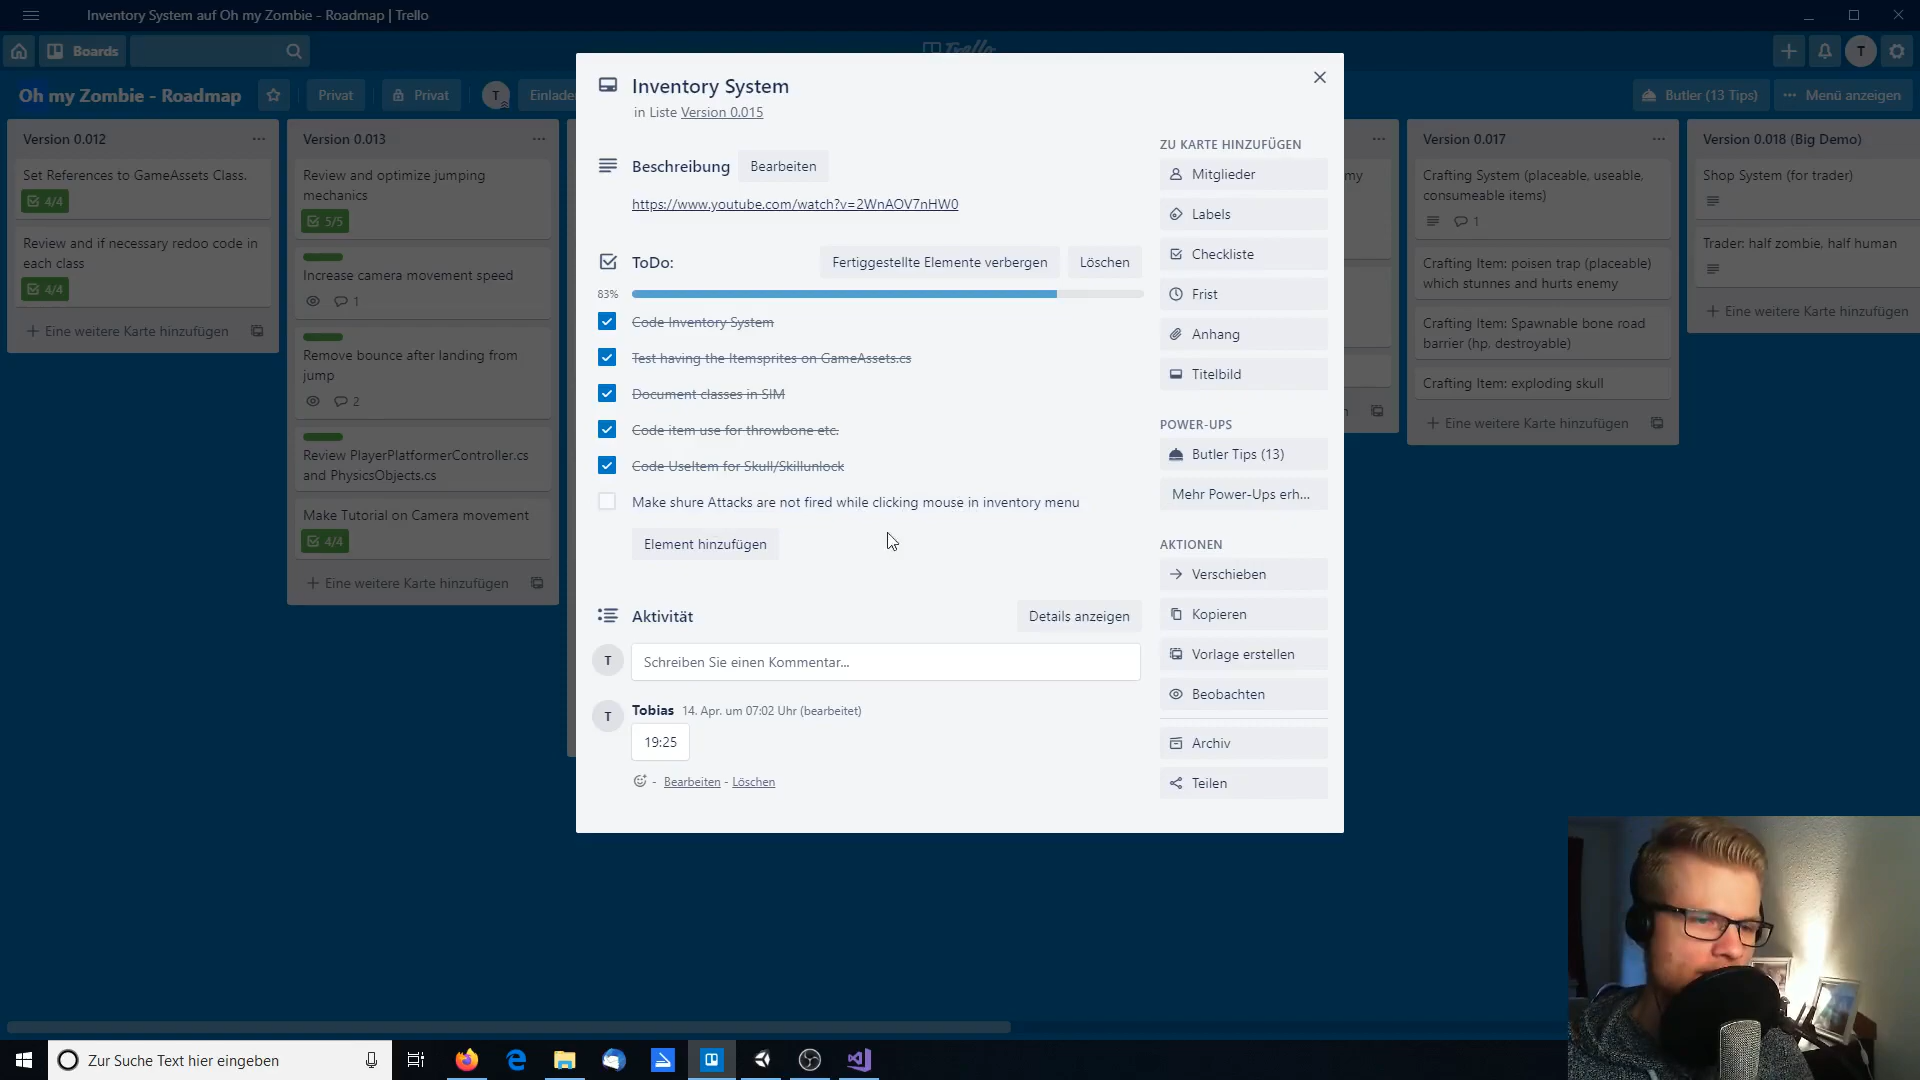 Inventory System auf Oh my Zombie - Roadmap | Trello
Boards
Trello
T
Oh my Zombie - Roadmap
Privat
Privat
T
Butler (13 Tips)
Menü anzeigen
Version 0.012
Set References to GameAssets Class.
4/4
Review and if necessary redoo code in
each class
4/4
Eine weitere Karte hinzufügen
Version 0.013
Review and optimize jumping
mechanics
5/5
Increase camera movement speed
1
Remove bounce after landing from
jump
2
Review PlayerPlatformerController.cs
and PhysicsObjects.cs
Make Tutorial on Camera movement
4/4
Eine weitere Karte hinzufügen
Inventory System
in Liste Version 0.015
Beschreibung
Bearbeiten
https://www.youtube.com/watch?v=2WnAOV7nHW0
ToDo:
Fertiggestellte Elemente verbergen
Löschen
83%
Code Inventory System
Test having the Itemsprites on GameAssets.cs
Document classes in SIM
Code item use for throwbone etc.
Code UseItem for Skull/Skillunlock
Make shure Attacks are not fired while clicking mouse in inventory menu
Element hinzufügen
Aktivität
Details anzeigen
T
Schreiben Sie einen Kommentar...
T
Tobias 14. Apr. um 07:02 Uhr (bearbeitet)
19:25
- Bearbeiten - Löschen
ZU KARTE HINZUFÜGEN
Mitglieder
Labels
Checkliste
Frist
Anhang
Titelbild
POWER-UPS
Butler Tips (13)
Mehr Power-Ups erh...
AKTIONEN
Verschieben
Kopieren
Vorlage erstellen
Beobachten
Archiv
Teilen
my
Version 0.017
Crafting System (placeable, useable,
consumeable items)
1
Crafting Item: poisen trap (placeable)
which stunnes and hurts enemy
Crafting Item: Spawnable bone road
barrier (hp, destroyable)
Crafting Item: exploding skull
Eine weitere Karte hinzufügen
Version 0.018 (Big Demo)
Shop System (for trader)
Trader: half zombie, half human
Eine weitere Karte hinzufügen
Zur Suche Text hier eingeben